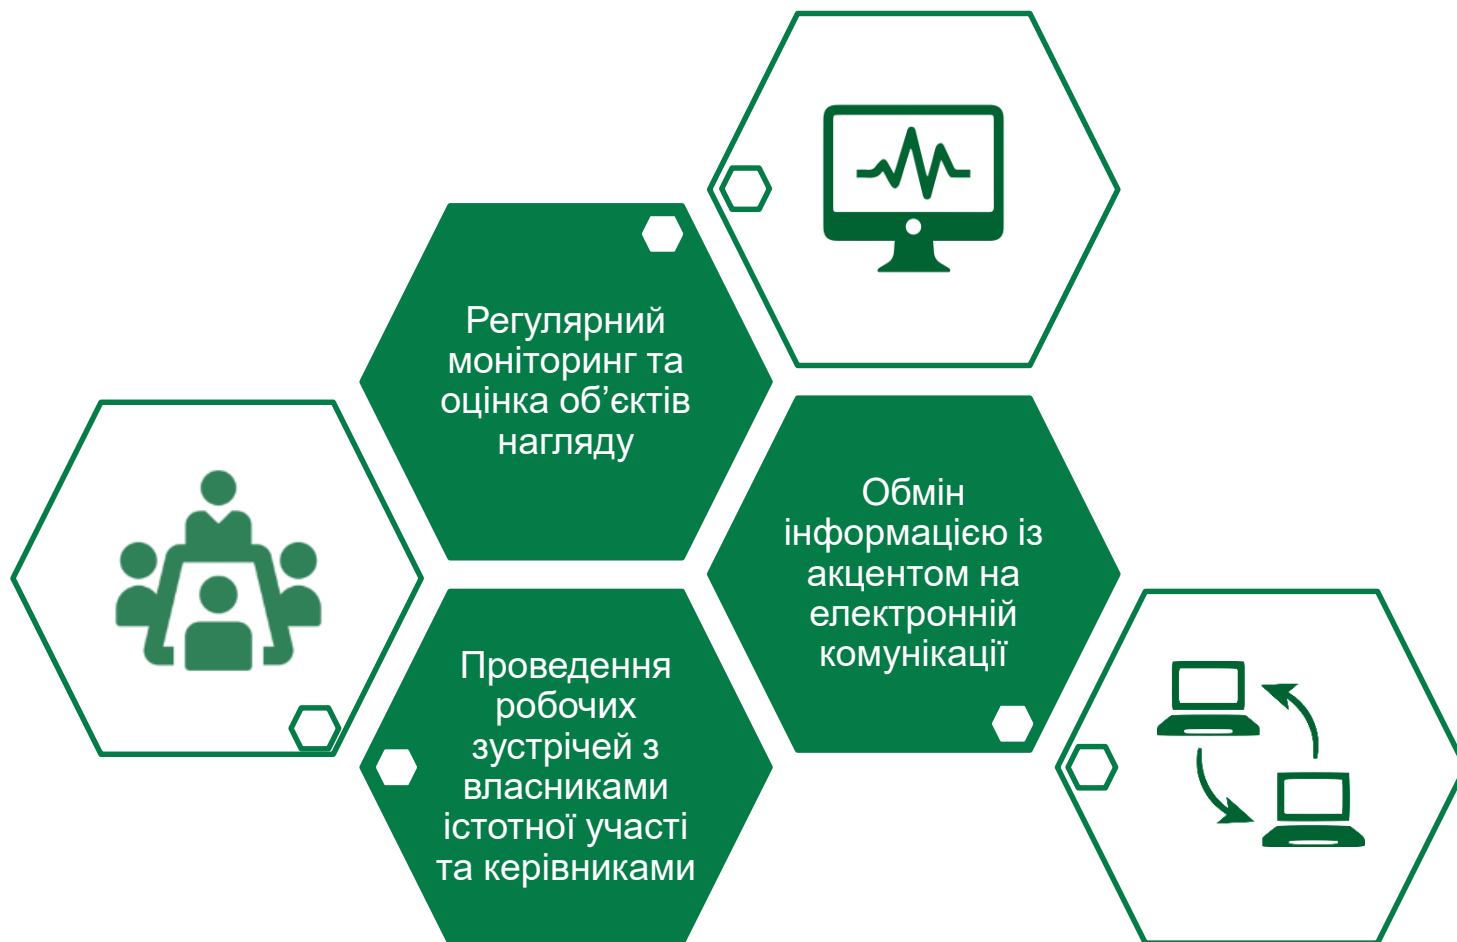 Регулярний
моніторинг та
оцінка об’єктів
нагляду
Обмін
інформацією із
акцентом на
електронній
комунікації
Проведення
робочих
зустрічей з
власниками
істотної участі
та керівниками